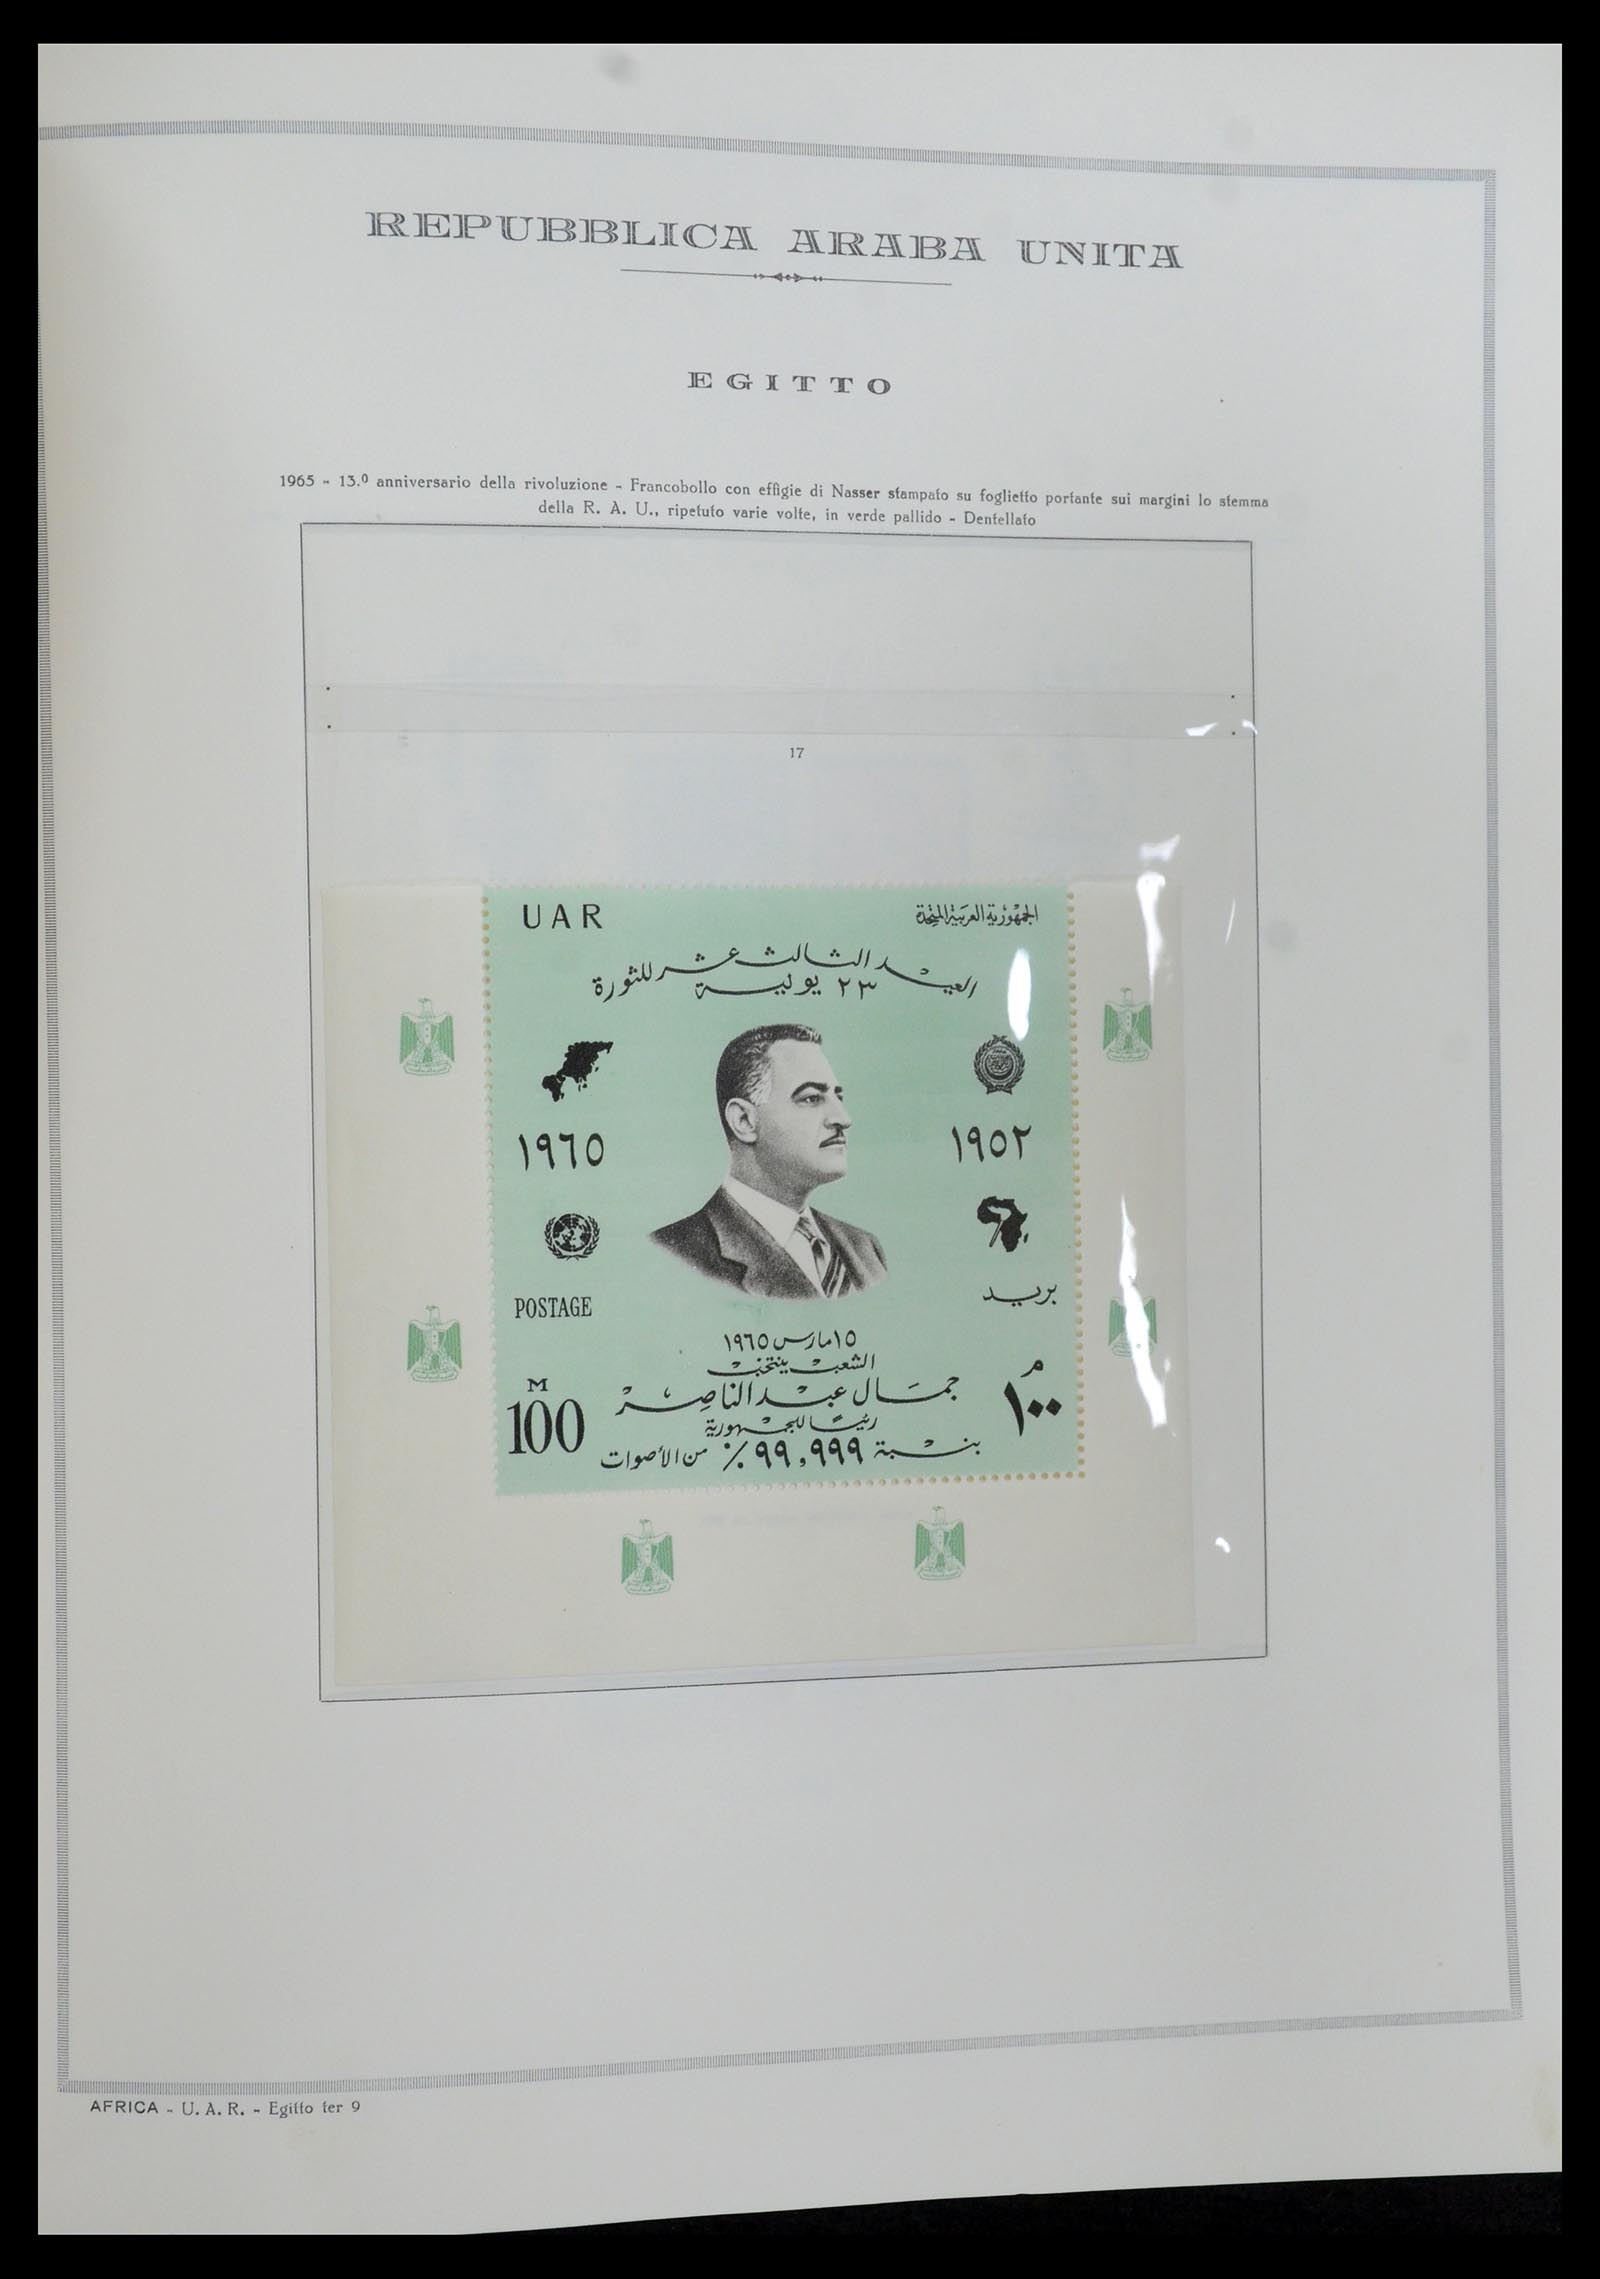 REPUBBLICA ARABA UNITA
EGITTO
1965 - 13.º anniversario della rivoluzione - Francobollo con effigie di Nasser stampato su foglietto portante sui margini lo stemma
della R. A. U., ripetuto varie volte, in verde pallido - Dentellato
17
UAR
الجمهورية العربية المتحدة
العيد الثالث عشر للثورة
٢٣ يولية
١٩٦٥
١٩٥٢
POSTAGE
بريد
١٥ مارس ١٩٦٥
الشعب ينتخب
جمال عبد الناصر
رئيسًا للجمهورية
بنسبة ٩٩,٩٩٩ ٪ من الأصوات
M
100
م
١٠٠
AFRICA - U. A. R. - Egitto ter 9